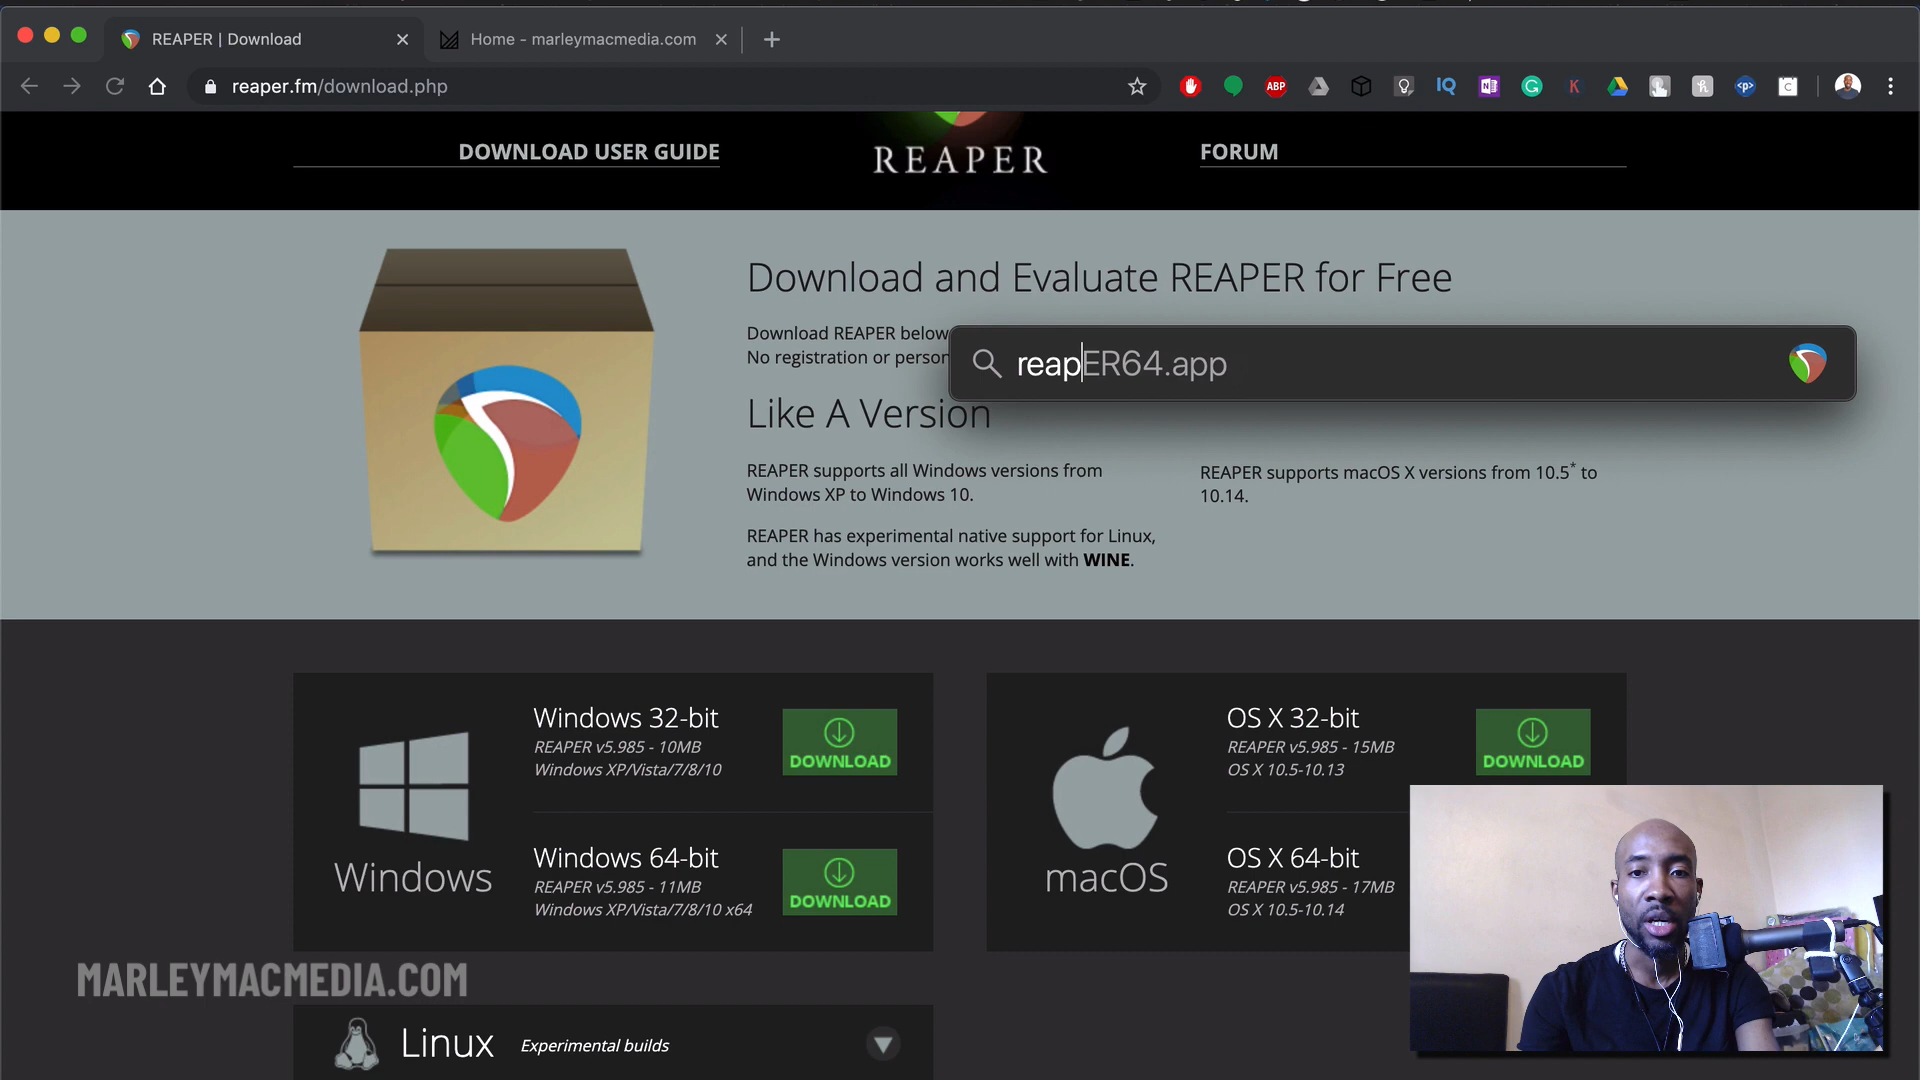 REAPER | Download
Home - marleymacmedia.com
reaper.fm/download.php
ABP
IQ
N
G
K
h
<p>
C
DOWNLOAD USER GUIDE
REAPER
FORUM
Download and Evaluate REAPER for Free
Download REAPER below
No registration or person
reapER64.app
Like A Version
REAPER supports all Windows versions from
Windows XP to Windows 10.
REAPER has experimental native support for Linux,
and the Windows version works well with WINE.
REAPER supports macOS X versions from 10.5* to
10.14.
Windows
Windows 32-bit
REAPER v5.985 - 10MB
Windows XP/Vista/7/8/10
DOWNLOAD
Windows 64-bit
REAPER v5.985 - 11MB
Windows XP/Vista/7/8/10 x64
DOWNLOAD
macOS
OS X 32-bit
REAPER v5.985 - 15MB
OS X 10.5-10.13
DOWNLOAD
OS X 64-bit
REAPER v5.985 - 17MB
OS X 10.5-10.14
MARLEYMACMEDIA.COM
Linux
Experimental builds